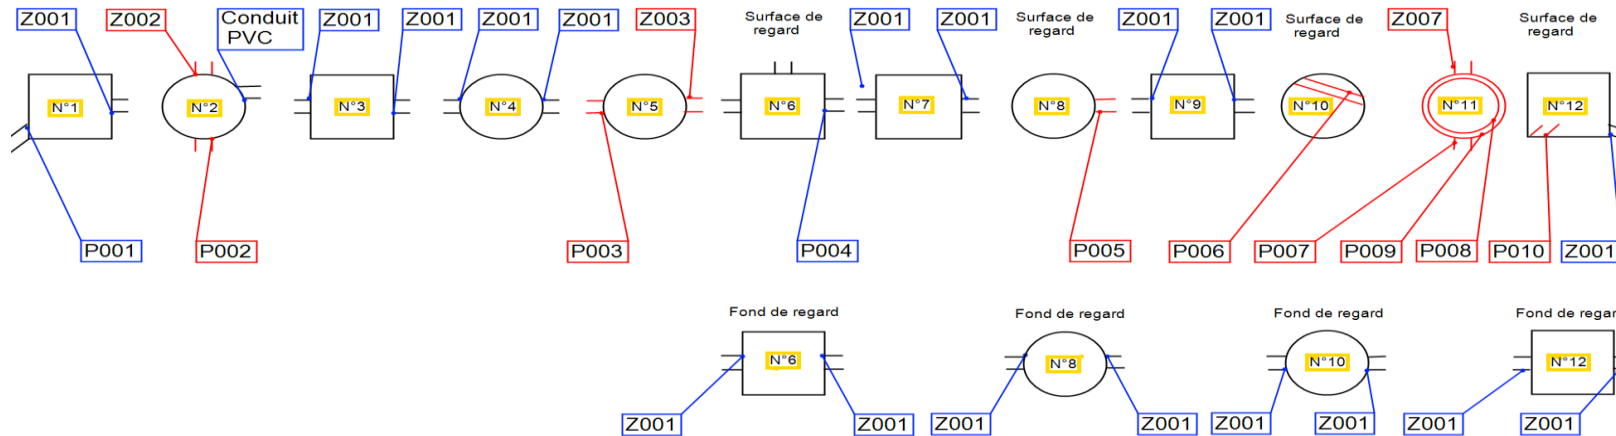 Z001
Z002
Conduit
PVC
Z001
Z001
Z001
Z001
Z003
Surface de
regard
Z001
Z001
Surface de
regard
Z001
Z001
Surface de
regard
Z007
Surface de
regard
N°1
N°2
N°3
N°4
N°5
N°6
N°7
N°8
N°9
N°10
N°11
N°12
P001
P002
P003
P004
P005
P006
P007
P009
P008
P010
Z001
Fond de regard
Fond de regard
Fond de regard
Fond de regar
N°6
N°8
N°10
N°12
Z001
Z001
Z001
Z001
Z001
Z001
Z001
Z001